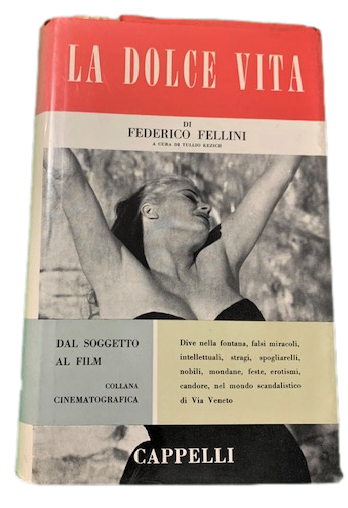 LA DOLCE VITA
DI
FEDERICO FELLINI
A CURA DI TULLIO KEZICH
DAL SOGGETTO
AL FILM
COLLANA
CINEMATOGRAFICA
Dive nella fontana, falsi miracoli,
intellettuali, stragi, spogliarelli,
nobili, mondane, feste, erotismi,
candore, nel mondo scandalistico
di Via Veneto
CAPPELLI